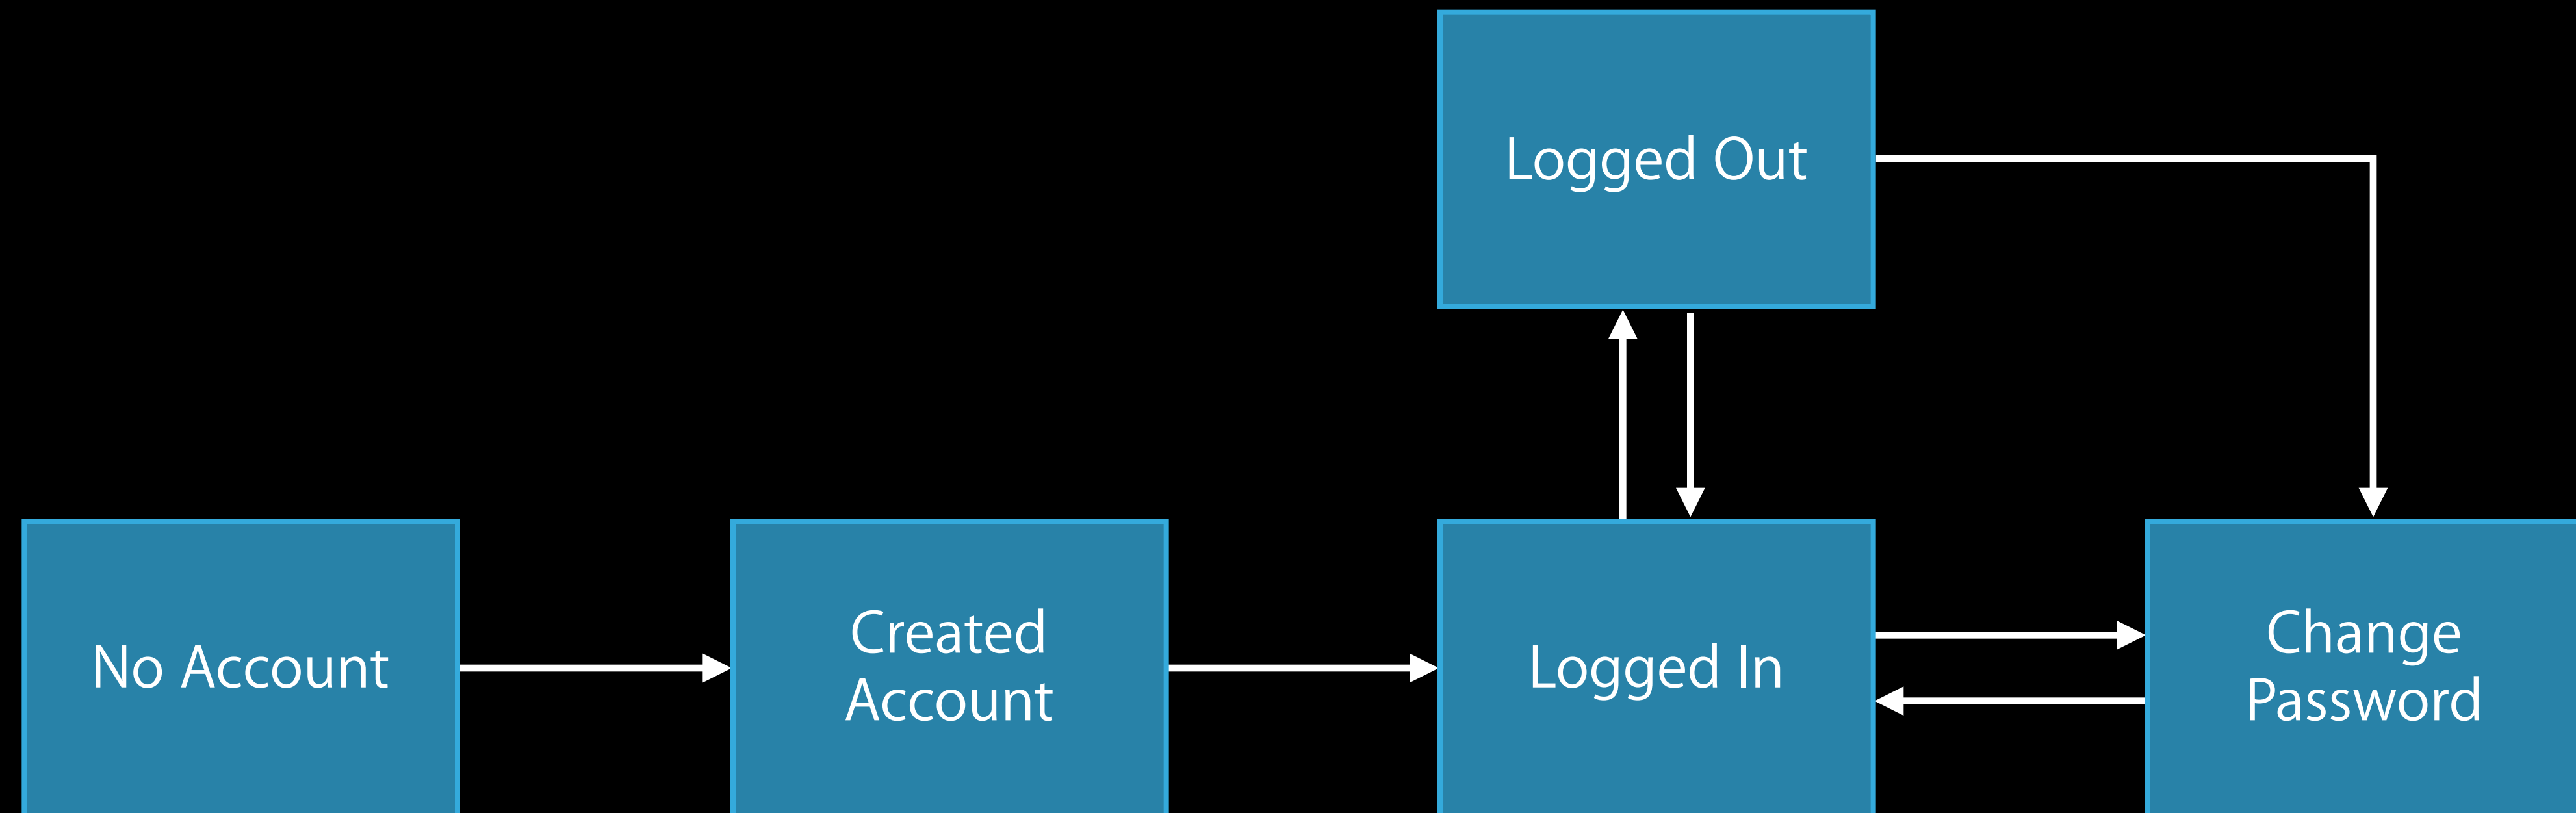 Logged Out
No Account
Created
Account
Logged In
Change
Password